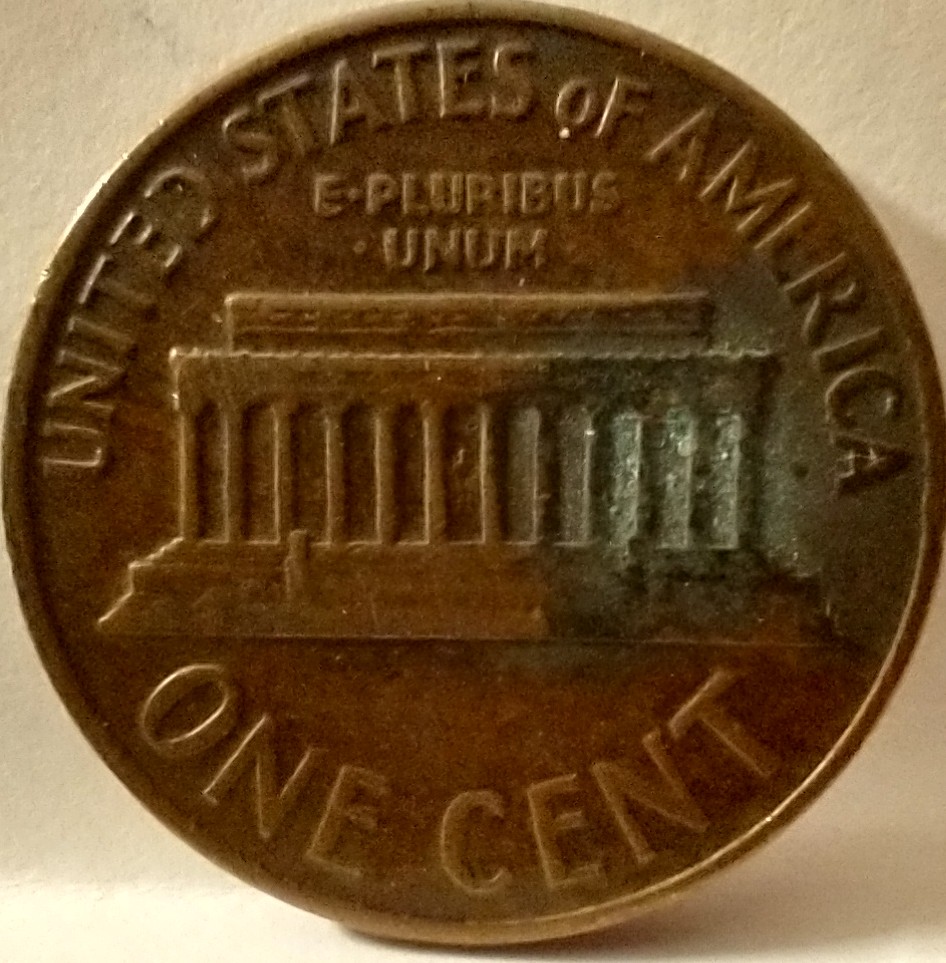 UNITED STATES OF AMERICA
E·PLURIBUS
·UNUM·
ONE CENT